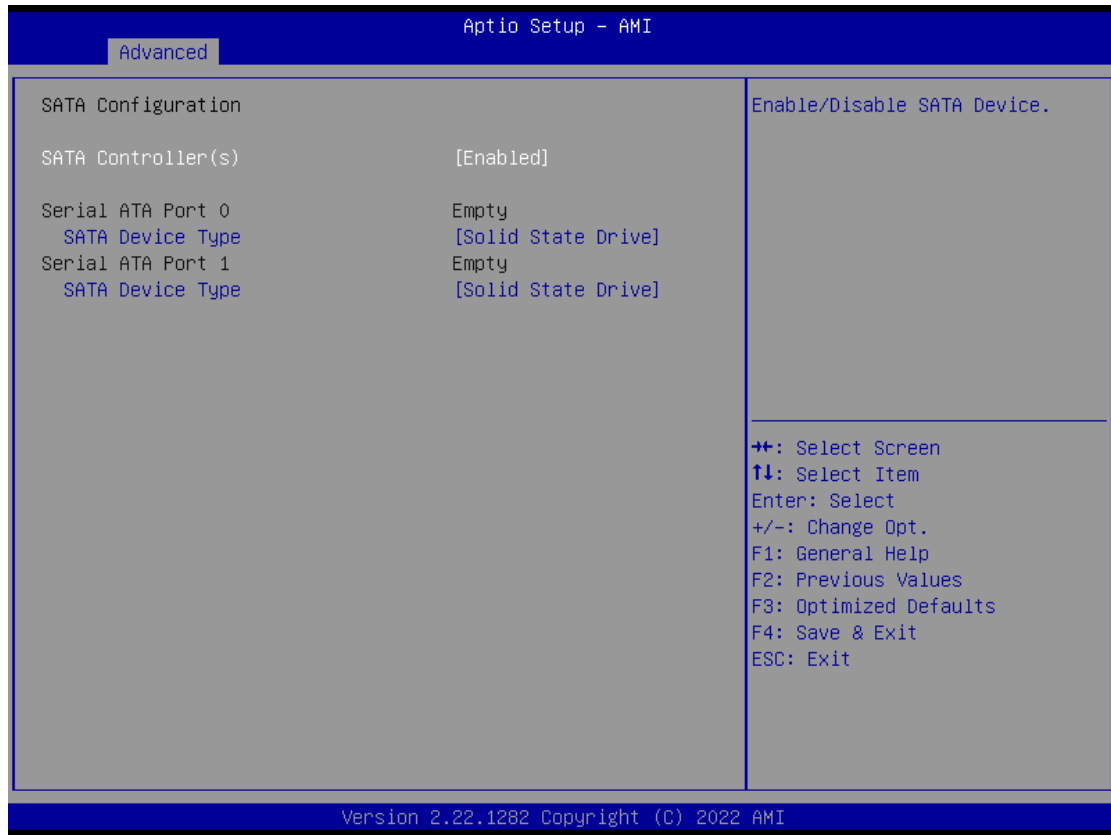 Aptio Setup – AMI
Advanced
SATA Configuration
SATA Controller(s) [Enabled]
Serial ATA Port 0 Empty
SATA Device Type [Solid State Drive]
Serial ATA Port 1 Empty
SATA Device Type [Solid State Drive]
Enable/Disable SATA Device.
→←: Select Screen
↑↓: Select Item
Enter: Select
+/-: Change Opt.
F1: General Help
F2: Previous Values
F3: Optimized Defaults
F4: Save & Exit
ESC: Exit
Version 2.22.1282 Copyright (C) 2022 AMI